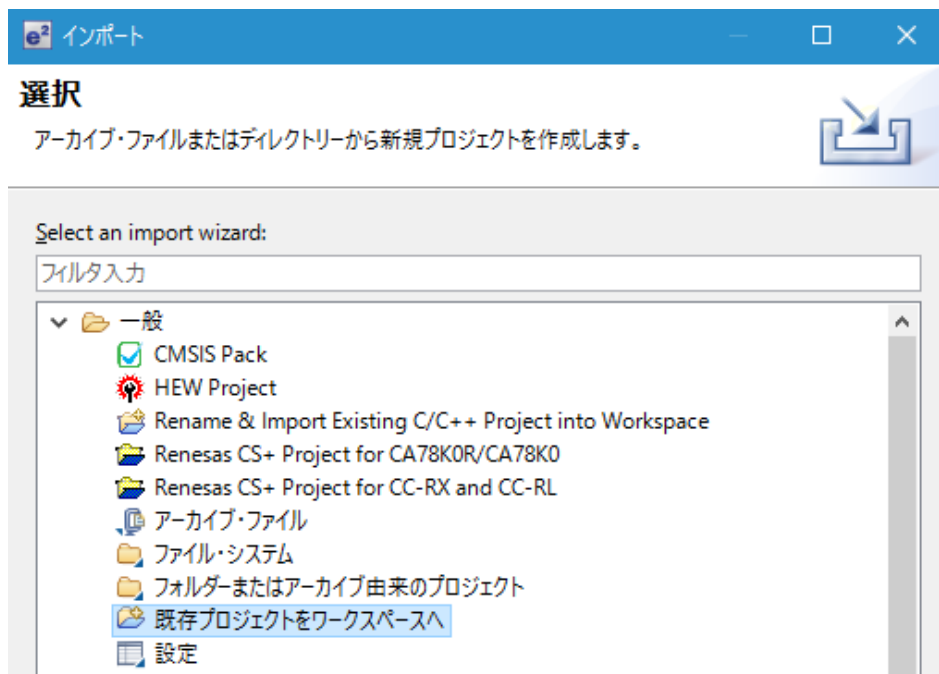 e² インポート
選択
アーカイブ・ファイルまたはディレクトリーから新規プロジェクトを作成します。
Select an import wizard:
フィルタ入力
一般
CMSIS Pack
HEW Project
Rename & Import Existing C/C++ Project into Workspace
Renesas CS+ Project for CA78K0R/CA78K0
Renesas CS+ Project for CC-RX and CC-RL
アーカイブ・ファイル
ファイル・システム
フォルダーまたはアーカイブ由来のプロジェクト
既存プロジェクトをワークスペースへ
設定